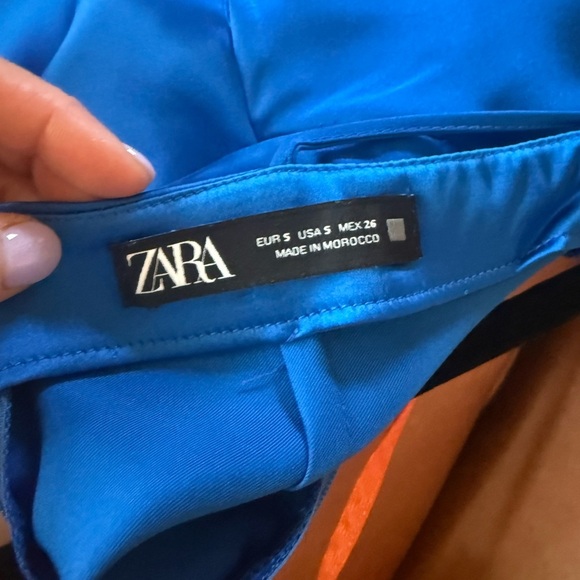 ZARA
EUR S USA S MEX 26
MADE IN MOROCCO